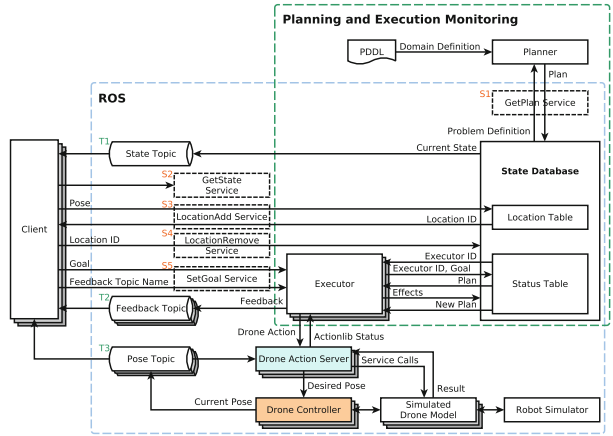 Planning and Execution Monitoring
PDDL
Domain Definition
Planner
Plan
ROS
S1
GetPlan Service
Problem Definition
T1
State Topic
Current State
State Database
S2
GetState
Service
Pose
S3
LocationAdd Service
Location ID
Location Table
Client
S4
Location ID
LocationRemove
Service
Executor ID
Goal
S5
SetGoal Service
Executor
Executor ID, Goal
Feedback Topic Name
Plan
Status Table
Effects
T2
Feedback Topic
Feedback
New Plan
Drone Action
Actionlib Status
T3
Pose Topic
Drone Action Server
Service Calls
Desired Pose
Result
Current Pose
Drone Controller
Simulated
Drone Model
Robot Simulator